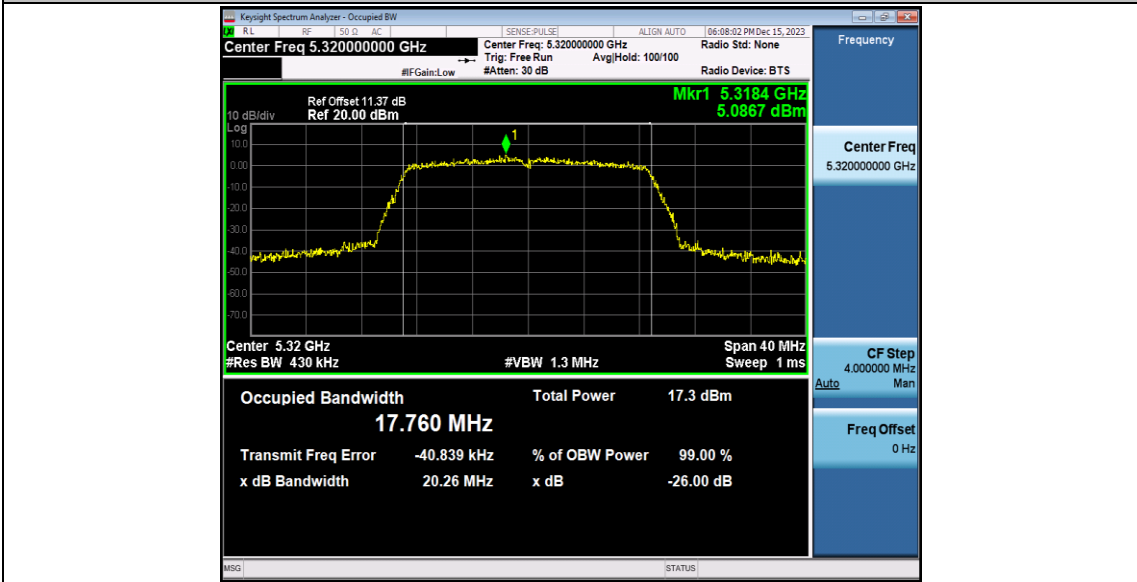 Keysight Spectrum Analyzer - Occupied BW
RL RF 50 Ω AC SENSE:PULSE ALIGN AUTO 06:08:02 PM Dec 15, 2023
Center Freq 5.320000000 GHz Center Freq: 5.320000000 GHz Radio Std: None
Trig: Free Run Avg|Hold: 100/100
#IFGain:Low #Atten: 30 dB Radio Device: BTS
Frequency
Mkr1 5.3184 GHz
5.0867 dBm
Ref Offset 11.37 dB
10 dB/div Ref 20.00 dBm
Log
10.0
0.00
-10.0
-20.0
-30.0
-40.0
-50.0
-60.0
-70.0
1
Center 5.32 GHz Span 40 MHz
#Res BW 430 kHz #VBW 1.3 MHz Sweep 1 ms
Occupied Bandwidth Total Power 17.3 dBm
17.760 MHz
Transmit Freq Error -40.839 kHz % of OBW Power 99.00 %
x dB Bandwidth 20.26 MHz x dB -26.00 dB
Center Freq
5.320000000 GHz
CF Step
4.000000 MHz
Auto Man
Freq Offset
0 Hz
MSG STATUS